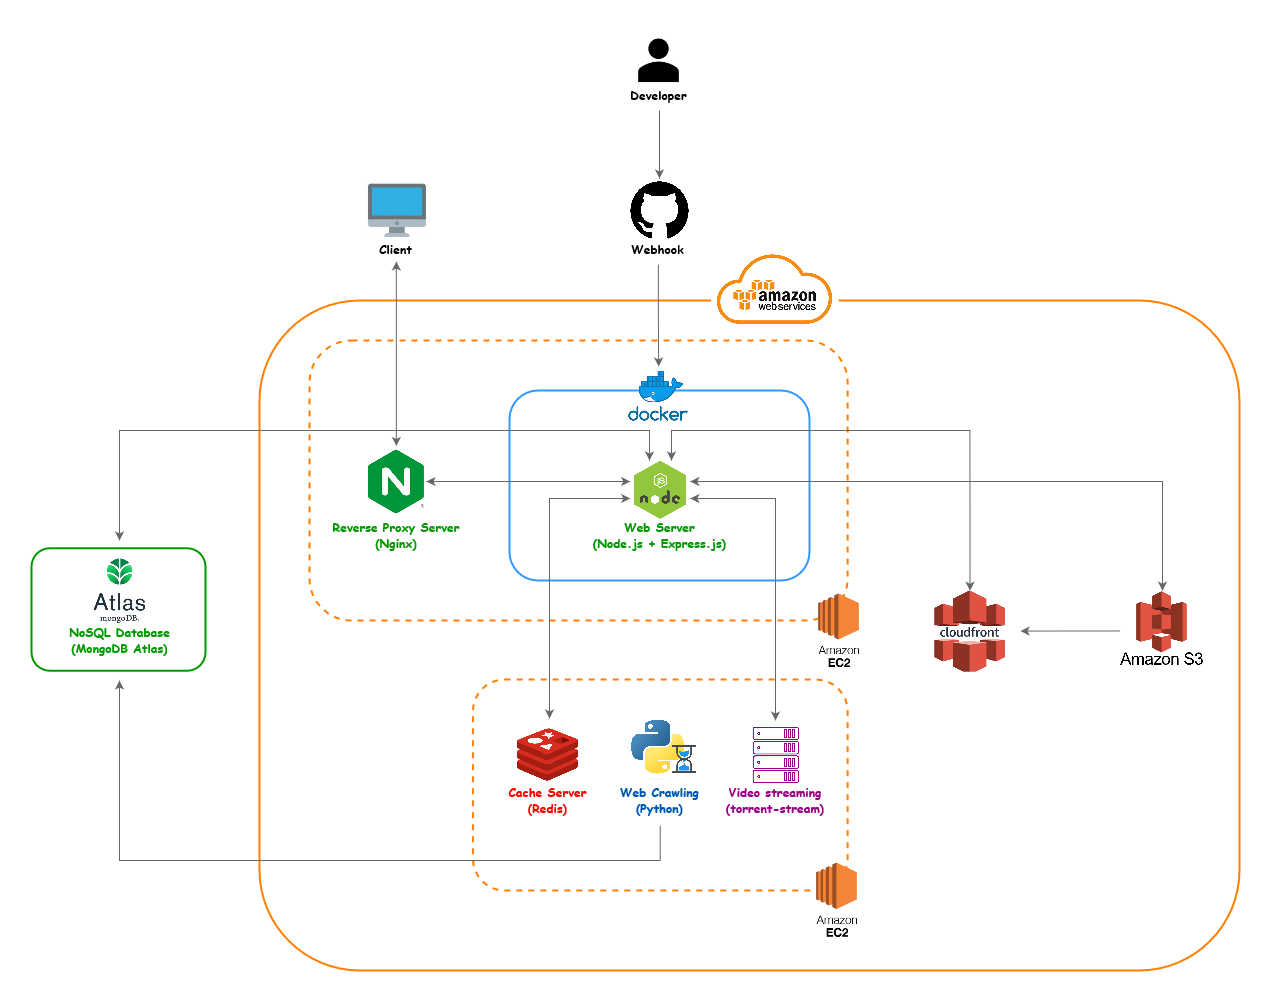 Developer
Client
Webhook
amazon
webservices
docker
N
JS
node
Reverse Proxy Server
(Nginx)
Web Server
(Node.js + Express.js)
Atlas
mongoDB.
NoSQL Database
(MongoDB Atlas)
Amazon
EC2
cloudfront
Amazon S3
Cache Server
(Redis)
Web Crawling
(Python)
Video streaming
(torrent-stream)
Amazon
EC2